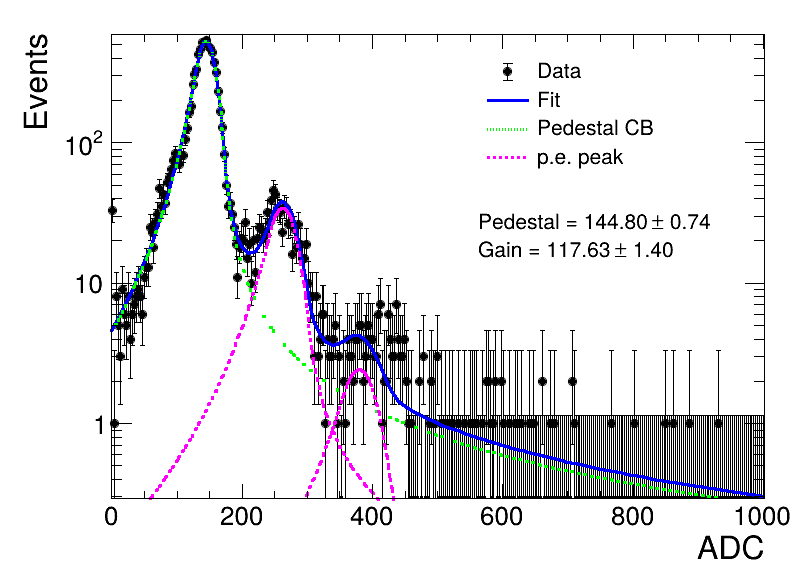 Events
10²
10
1
Data
Fit
Pedestal CB
p.e. peak
Pedestal = 144.80 ± 0.74
Gain = 117.63 ± 1.40
0 200 400 600 800 1000
ADC